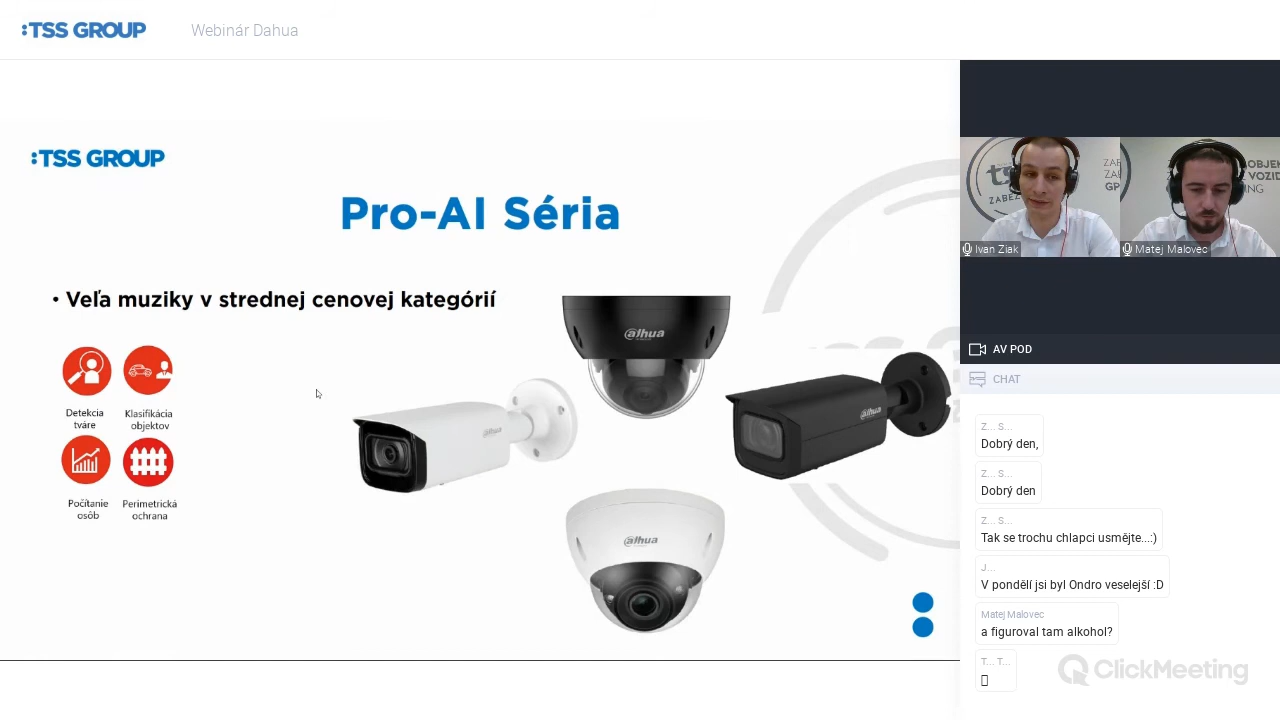 :TSS GROUP
Webinár Dahua
:TSS GROUP
Pro-AI Séria
• Veľa muziky v strednej cenovej kategórií
Detekcia
tváre
Klasifikácia
objektov
Počítanie
osôb
Perimetrická
ochrana
alhua
alhua
alhua
alhua
Ivan Ziak
Matej Malovec
AV POD
CHAT
Z... S...
Dobrý den,
Z... S...
Dobrý den
Z... S...
Tak se trochu chlapci usmějte...:)
J...
V pondělí jsi byl Ondro veselejší :D
Matej Malovec
a figuroval tam alkohol?
T... T...
ClickMeeting